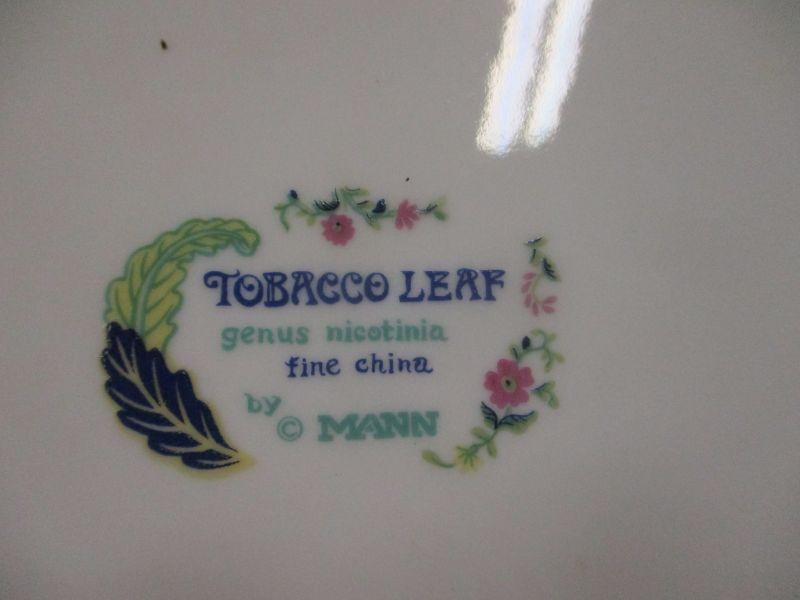 TOBACCO LEAF
genus nicotinia
fine china
by
© MANN